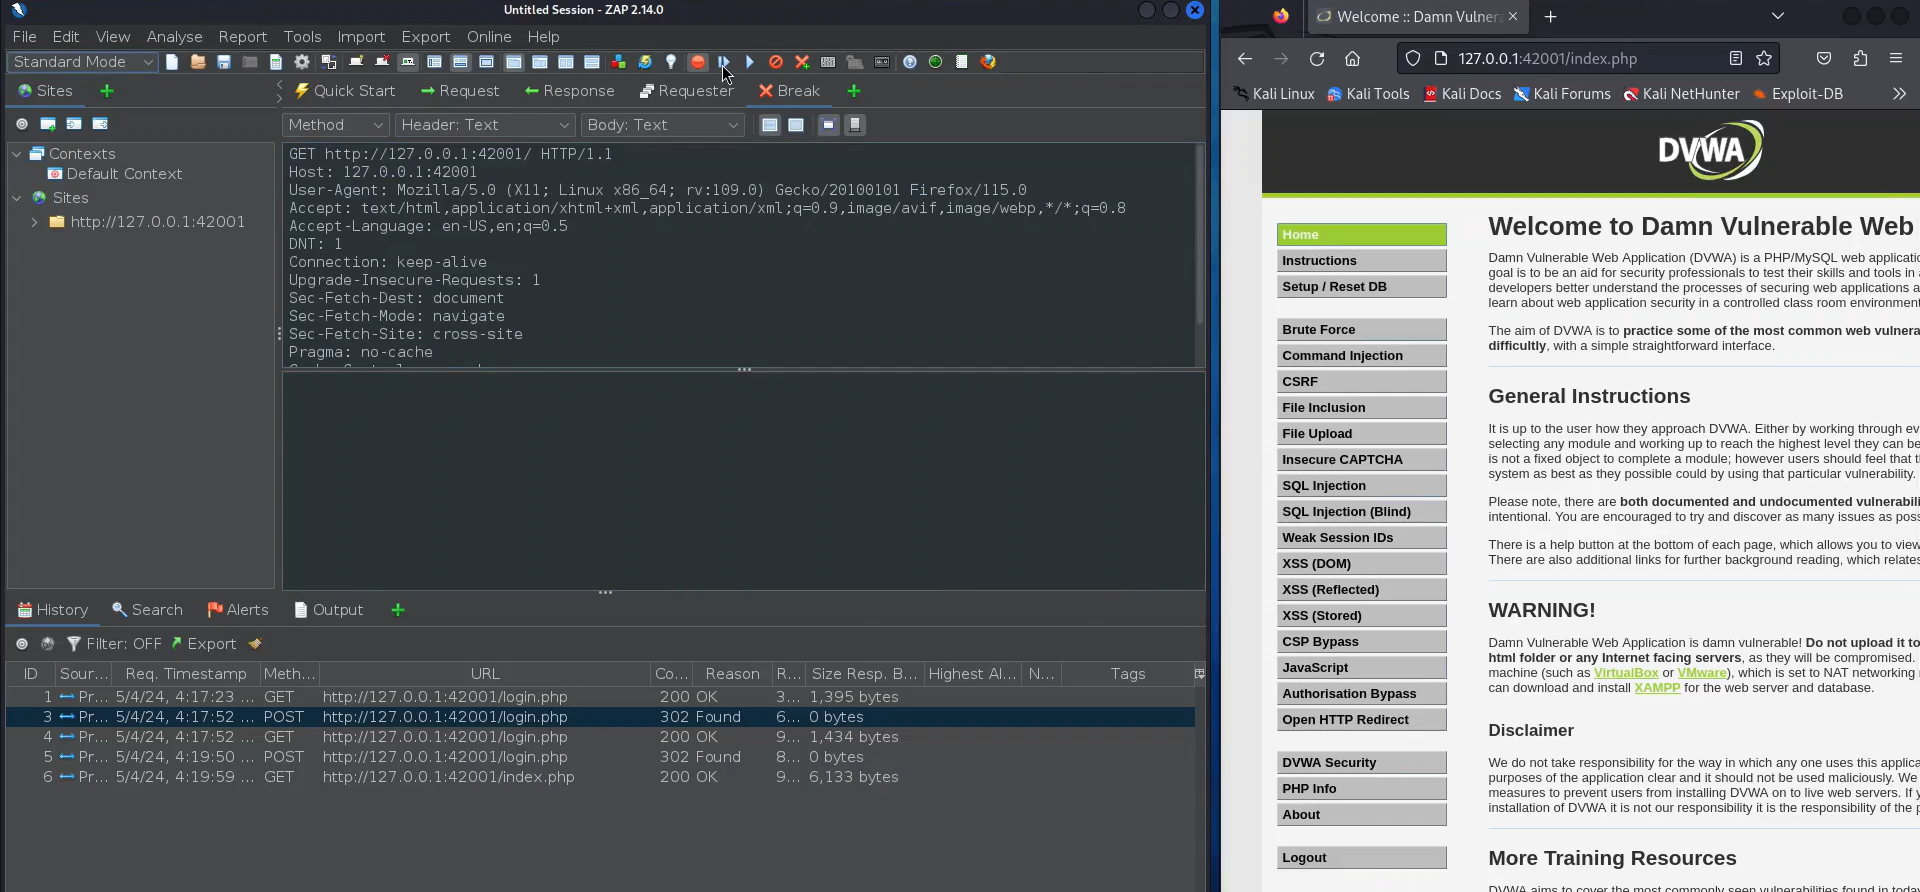 Untitled Session - ZAP 2.14.0
File Edit View Analyse Report Tools Import Export Online Help
Standard Mode
Sites
Quick Start Request Response Requester Break
Method Header: Text Body: Text
Contexts
Default Context
Sites
http://127.0.0.1:42001
GET http://127.0.0.1:42001/ HTTP/1.1
Host: 127.0.0.1:42001
User-Agent: Mozilla/5.0 (X11; Linux x86_64; rv:109.0) Gecko/20100101 Firefox/115.0
Accept: text/html,application/xhtml+xml,application/xml;q=0.9,image/avif,image/webp,*/*;q=0.8
Accept-Language: en-US,en;q=0.5
DNT: 1
Connection: keep-alive
Upgrade-Insecure-Requests: 1
Sec-Fetch-Dest: document
Sec-Fetch-Mode: navigate
Sec-Fetch-Site: cross-site
Pragma: no-cache
History Search Alerts Output
Filter: OFF Export
ID Sour... Req. Timestamp Meth... URL Co... Reason R... Size Resp. B... Highest Al... N... Tags
1 Pr... 5/4/24, 4:17:23 ... GET http://127.0.0.1:42001/login.php 200 OK 3... 1,395 bytes
3 Pr... 5/4/24, 4:17:52 ... POST http://127.0.0.1:42001/login.php 302 Found 6... 0 bytes
4 Pr... 5/4/24, 4:17:52 ... GET http://127.0.0.1:42001/login.php 200 OK 9... 1,434 bytes
5 Pr... 5/4/24, 4:19:50 ... POST http://127.0.0.1:42001/login.php 302 Found 8... 0 bytes
6 Pr... 5/4/24, 4:19:59 ... GET http://127.0.0.1:42001/index.php 200 OK 9... 6,133 bytes
Welcome :: Damn Vulner
127.0.0.1:42001/index.php
Kali Linux Kali Tools Kali Docs Kali Forums Kali NetHunter Exploit-DB
DVWA
Home
Instructions
Setup / Reset DB
Brute Force
Command Injection
CSRF
File Inclusion
File Upload
Insecure CAPTCHA
SQL Injection
SQL Injection (Blind)
Weak Session IDs
XSS (DOM)
XSS (Reflected)
XSS (Stored)
CSP Bypass
JavaScript
Authorisation Bypass
Open HTTP Redirect
DVWA Security
PHP Info
About
Logout
Welcome to Damn Vulnerable Web
Damn Vulnerable Web Application (DVWA) is a PHP/MySQL web applicatio
goal is to be an aid for security professionals to test their skills and tools in
developers better understand the processes of securing web applications a
learn about web application security in a controlled class room environment
The aim of DVWA is to practice some of the most common web vulnera
difficultly, with a simple straightforward interface.
General Instructions
It is up to the user how they approach DVWA. Either by working through ev
selecting any module and working up to reach the highest level they can be
is not a fixed object to complete a module; however users should feel that t
system as best as they possible could by using that particular vulnerability.
Please note, there are both documented and undocumented vulnerabili
intentional. You are encouraged to try and discover as many issues as poss
There is a help button at the bottom of each page, which allows you to view
There are also additional links for further background reading, which relates
WARNING!
Damn Vulnerable Web Application is damn vulnerable! Do not upload it to
html folder or any Internet facing servers, as they will be compromised.
machine (such as VirtualBox or VMware), which is set to NAT networking
can download and install XAMPP for the web server and database.
Disclaimer
We do not take responsibility for the way in which any one uses this applica
purposes of the application clear and it should not be used maliciously. We
measures to prevent users from installing DVWA on to live web servers. If y
installation of DVWA it is not our responsibility it is the responsibility of the p
More Training Resources
DVWA aims to cover the most commonly seen vulnerabilities found in today